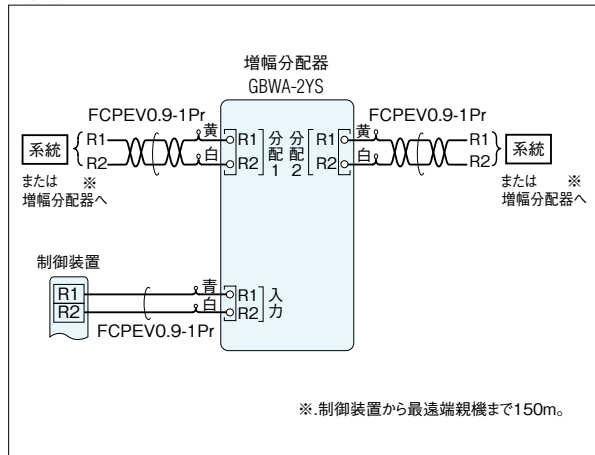 増幅分配器
GBWA-2YS
FCPEV0.9-1Pr
黄
白
R1
R2
系統
または ※
増幅分配器へ
R1
R2
分配1
分配2
R1
R2
FCPEV0.9-1Pr
黄
白
R1
R2
系統
または ※
増幅分配器へ
制御装置
R1
R2
FCPEV0.9-1Pr
青
白
R1
R2
入力
※.制御装置から最遠端親機まで150m。